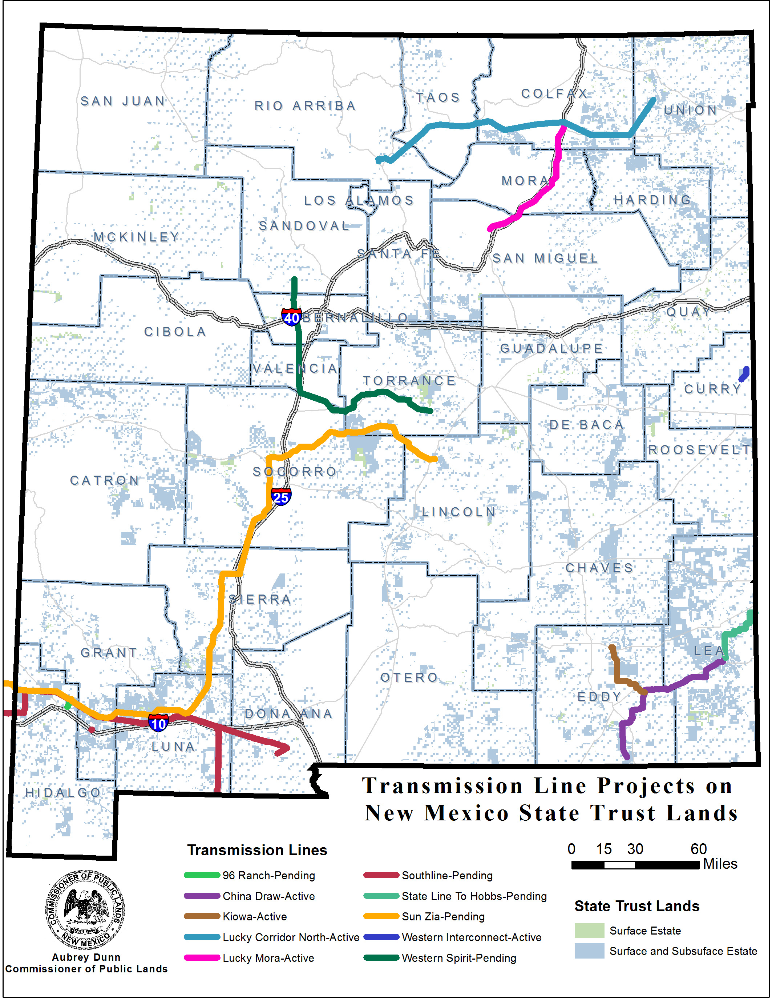 SAN JUAN
RIO ARRIBA
TAOS
COLFAX
UNION
MORA
HARDING
LOS ALAMOS
SANDOVAL
MCKINLEY
SANTA FE
SAN MIGUEL
40
BERNALILLO
QUAY
CIBOLA
GUADALUPE
VALENCIA
TORRANCE
CURRY
DE BACA
ROOSEVELT
SOCORRO
CATRON
25
LINCOLN
CHAVES
SIERRA
GRANT
LEA
OTERO
EDDY
DONA ANA
10
LUNA
HIDALGO
Transmission Line Projects on
New Mexico State Trust Lands
Transmission Lines
96 Ranch-Pending
China Draw-Active
Kiowa-Active
Lucky Corridor North-Active
Lucky Mora-Active
Southline-Pending
State Line To Hobbs-Pending
Sun Zia-Pending
Western Interconnect-Active
Western Spirit-Pending
0 15 30 60
Miles
State Trust Lands
Surface Estate
Surface and Subsuface Estate
COMMISSIONER OF PUBLIC LANDS
CRESCIT EUNDO
NEW MEXICO
Aubrey Dunn
Commissioner of Public Lands